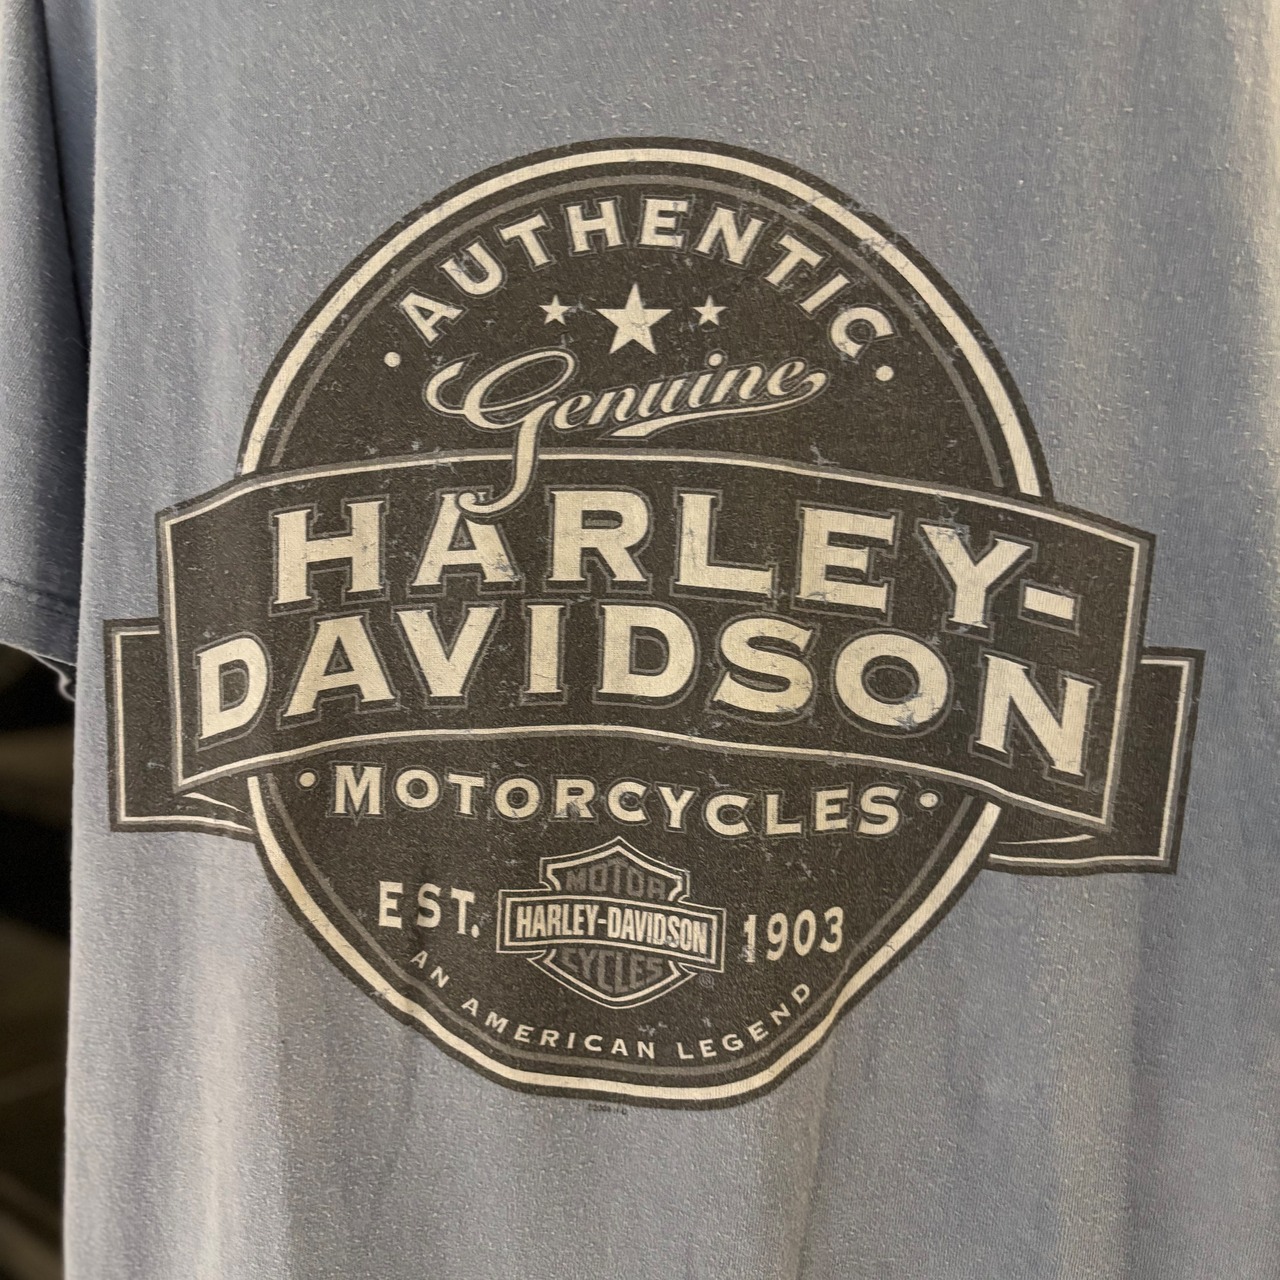 AUTHENTIC
Genuine
HARLEY-
DAVIDSON
MOTORCYCLES
EST.
MOTOR
HARLEY-DAVIDSON
CYCLES
®
1903
AN AMERICAN LEGEND